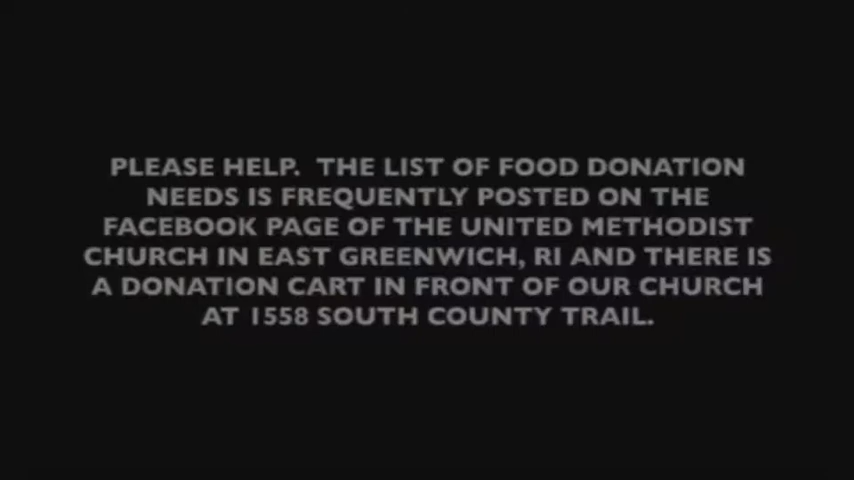 PLEASE HELP.  THE LIST OF FOOD DONATION
NEEDS IS FREQUENTLY POSTED ON THE
FACEBOOK PAGE OF THE UNITED METHODIST
CHURCH IN EAST GREENWICH, RI AND THERE IS
A DONATION CART IN FRONT OF OUR CHURCH
AT 1558 SOUTH COUNTY TRAIL.